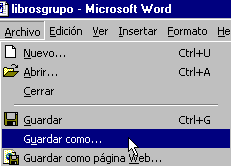 librosgrupo - Microsoft Word
Archivo Edición Ver Insertar Formato
Nuevo... Ctrl+U
Abrir... Ctrl+A
Cerrar
Guardar Ctrl+G
Guardar como...
Guardar como página Web...